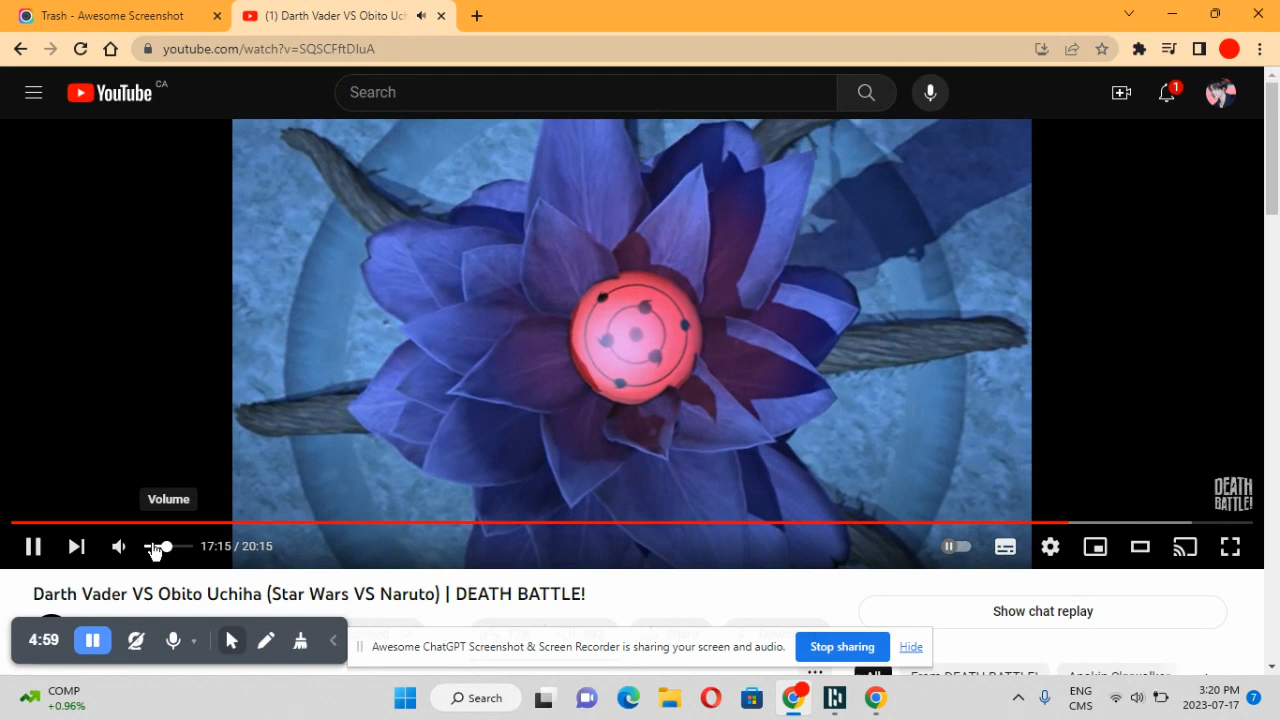 Trash - Awesome Screenshot
(1) Darth Vader VS Obito Uch
youtube.com/watch?v=SQSCFftDIuA
YouTube CA
Search
1
Volume
DEATH BATTLE!
17:15 / 20:15
Darth Vader VS Obito Uchiha (Star Wars VS Naruto) | DEATH BATTLE!
Show chat replay
4:59
Awesome ChatGPT Screenshot & Screen Recorder is sharing your screen and audio.
Stop sharing
Hide
COMP
+0.96%
Search
ENG
CMS
3:20 PM
2023-07-17
7